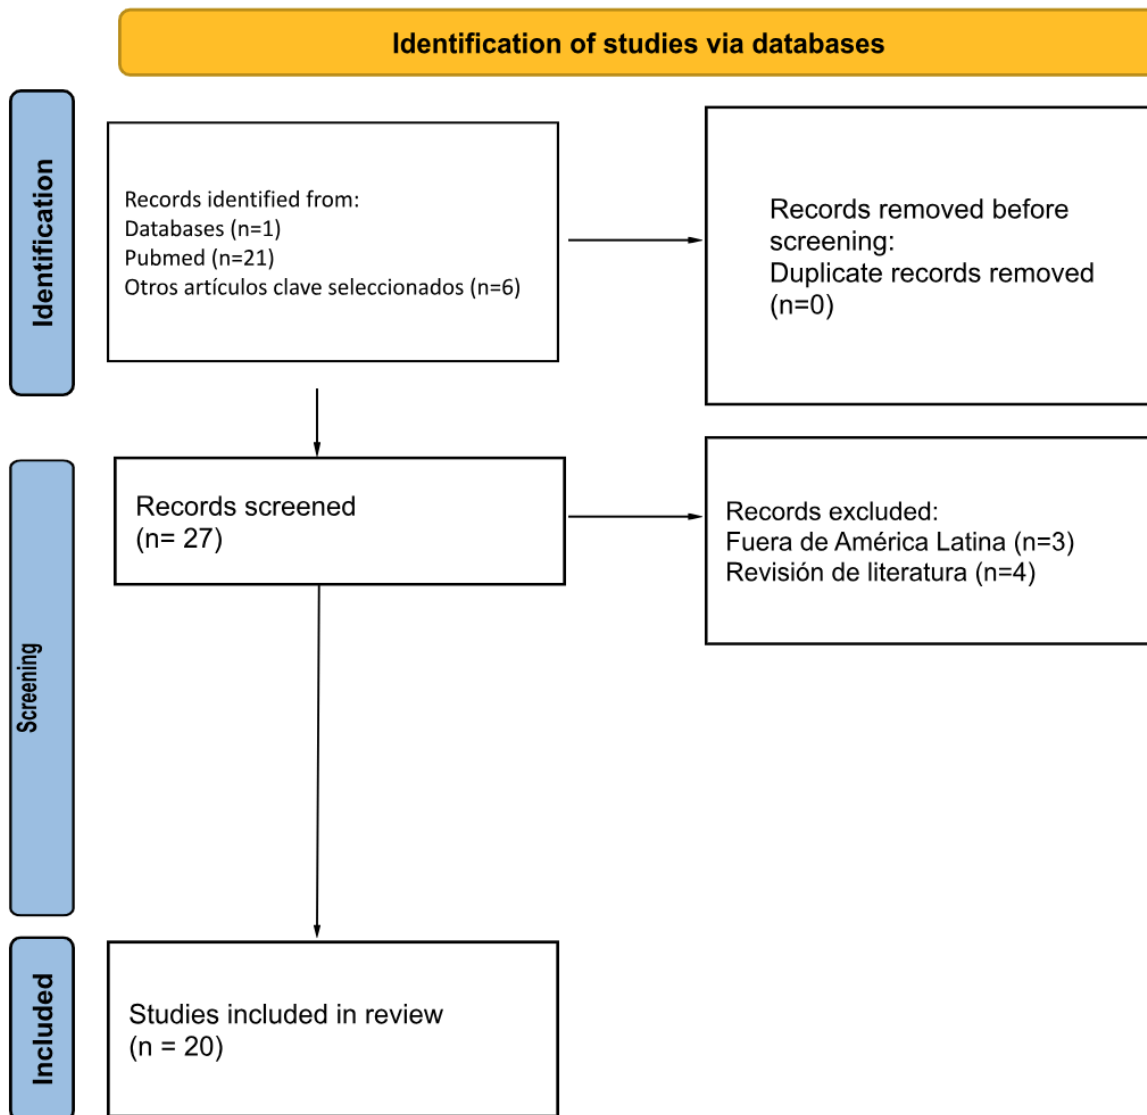 Identification of studies via databases
Identification
Records identified from:
Databases (n=1)
Pubmed (n=21)
Otros artículos clave seleccionados (n=6)
Records removed before
screening:
Duplicate records removed
(n=0)
Screening
Records screened
(n= 27)
Records excluded:
Fuera de América Latina (n=3)
Revisión de literatura (n=4)
Included
Studies included in review
(n = 20)